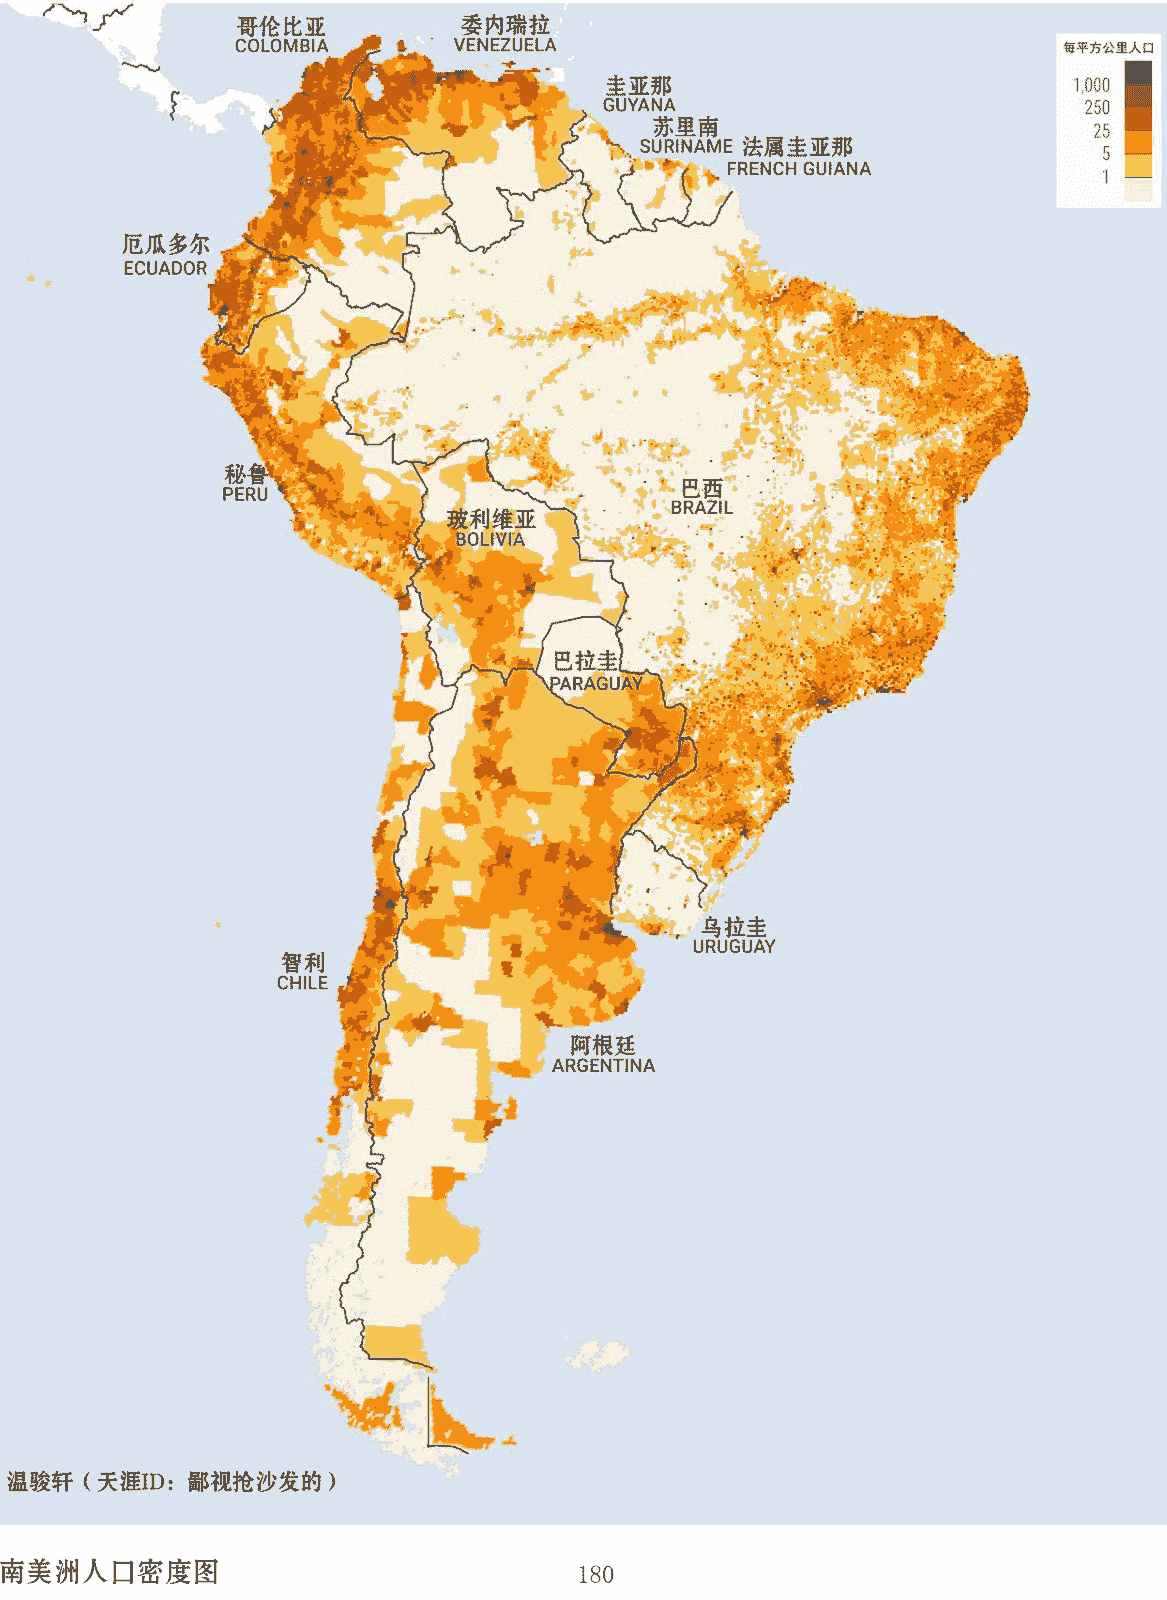 哥伦比亚
COLOMBIA
委内瑞拉
VENEZUELA
每平方公里人口
1,000
250
25
5
1
圭亚那
GUYANA
苏里南
SURINAME
法属圭亚那
FRENCH GUIANA
厄瓜多尔
ECUADOR
秘鲁
PERU
巴西
BRAZIL
玻利维亚
BOLIVIA
巴拉圭
PARAGUAY
乌拉圭
URUGUAY
智利
CHILE
阿根廷
ARGENTINA
温骏轩（天涯ID：鄙视抢沙发的）
南美洲人口密度图
180